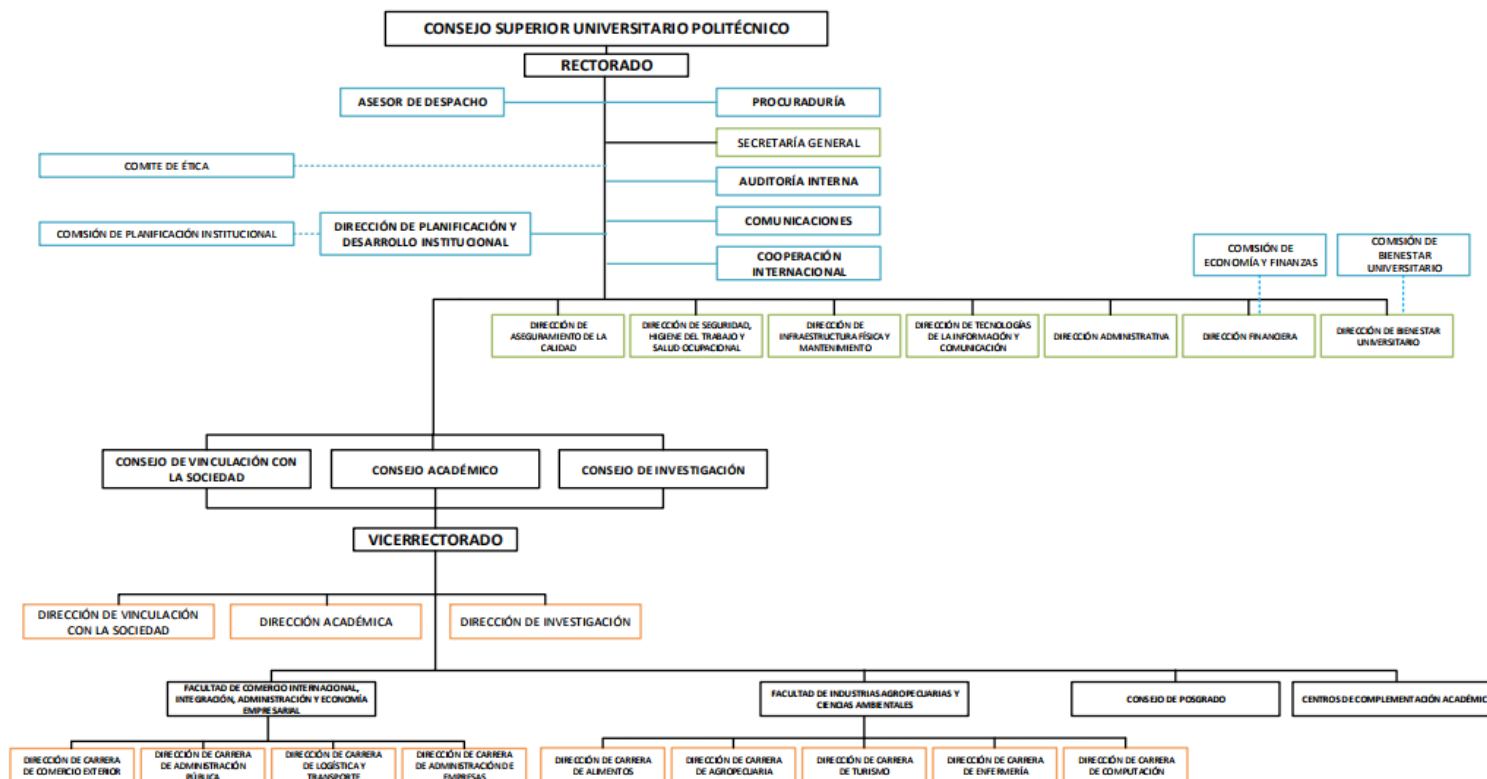 CONSEJO SUPERIOR UNIVERSITARIO POLITÉCNICO
RECTORADO
ASESOR DE DESPACHO
PROCURADURÍA
SECRETARÍA GENERAL
COMITE DE ÉTICA
AUDITORÍA INTERNA
COMISIÓN DE PLANIFICACIÓN INSTITUCIONAL
DIRECCIÓN DE PLANIFICACIÓN Y
DESARROLLO INSTITUCIONAL
COMUNICACIONES
COOPERACIÓN
INTERNACIONAL
COMISIÓN DE
ECONOMÍA Y FINANZAS
COMISIÓN DE
BIENESTAR
UNIVERSITARIO
DIRECCIÓN DE
ASEGURAMIENTO DE LA
CALIDAD
DIRECCIÓN DE SEGURIDAD,
HIGIENE DEL TRABAJO Y
SALUD OCUPACIONAL
DIRECCIÓN DE
INFRAESTRUCTURA FÍSICA Y
MANTENIMIENTO
DIRECCIÓN DE TECNOLOGÍAS
DE LA INFORMACIÓN Y
COMUNICACIÓN
DIRECCIÓN ADMINISTRATIVA
DIRECCIÓN FINANCIERA
DIRECCIÓN DE BIENESTAR
UNIVERSITARIO
CONSEJO DE VINCULACIÓN CON
LA SOCIEDAD
CONSEJO ACADÉMICO
CONSEJO DE INVESTIGACIÓN
VICERRECTORADO
DIRECCIÓN DE VINCULACIÓN
CON LA SOCIEDAD
DIRECCIÓN ACADÉMICA
DIRECCIÓN DE INVESTIGACIÓN
FACULTAD DE COMERCIO INTERNACIONAL,
INTEGRACIÓN, ADMINISTRACIÓN Y ECONOMÍA
EMPRESARIAL
FACULTAD DE INDUSTRIAS AGROPECUARIAS Y
CIENCIAS AMBIENTALES
CONSEJO DE POSGRADO
CENTROS DE COMPLEMENTACIÓN ACADÉMIC
DIRECCIÓN DE CARRERA
DE COMERCIO EXTERIOR
DIRECCIÓN DE CARRERA
DE ADMINISTRACIÓN
PÚBLICA
DIRECCIÓN DE CARRERA
DE LOGÍSTICA Y
TRANSPORTE
DIRECCIÓN DE CARRERA
DE ADMINISTRACIÓN DE
EMPRESAS
DIRECCIÓN DE CARRERA
DE ALIMENTOS
DIRECCIÓN DE CARRERA
DE AGROPECUARIA
DIRECCIÓN DE CARRERA
DE TURISMO
DIRECCIÓN DE CARRERA
DE ENFERMERÍA
DIRECCIÓN DE CARRERA
DE COMPUTACIÓN